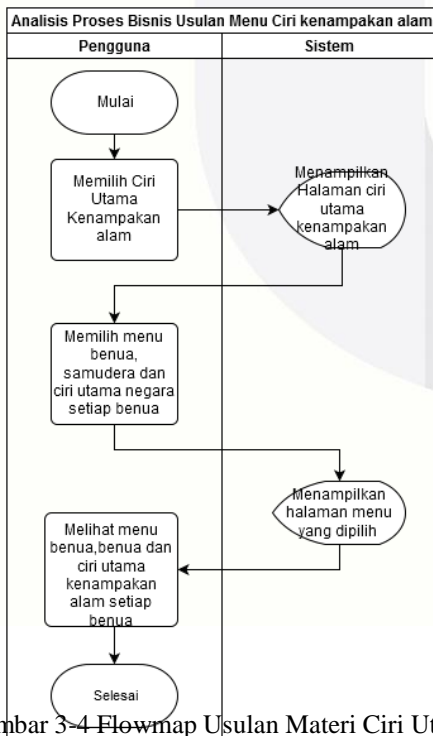 Analisis Proses Bisnis Usulan Menu Ciri kenampakan alam
Pengguna
Sistem
Mulai
Memilih Ciri
Utama
Kenampakan
alam
Menampilkan
Halaman ciri
utama
kenampakan
alam
Memilih menu
benua,
samudera dan
ciri utama negara
setiap benua
Menampilkan
halaman menu
yang dipilih
Melihat menu
benua,benua dan
ciri utama
kenampakan
alam setiap
benua
Selesai
mbar 3-4 Flowmap Usulan Materi Ciri Ut